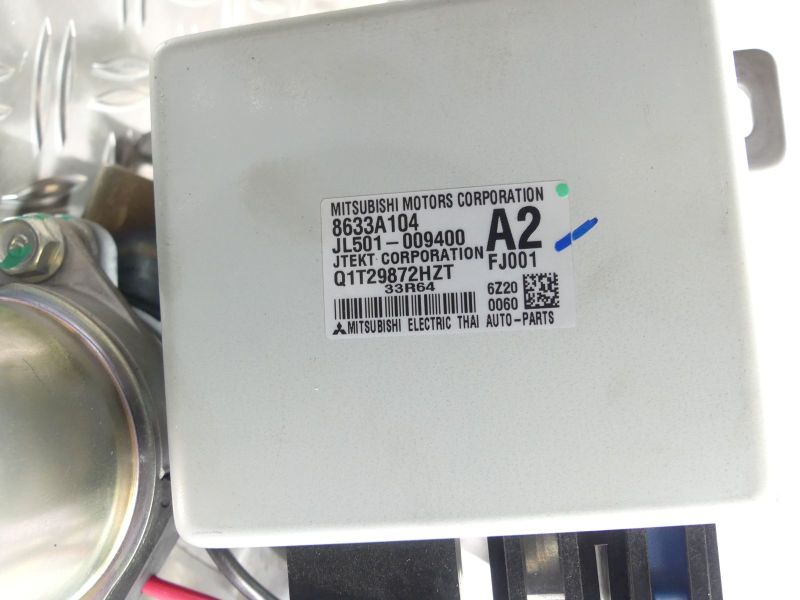 MITSUBISHI MOTORS CORPORATION
8633A104
JL501-009400 A2
JTEKT CORPORATION FJ001
Q1T29872HZT
33R64 6Z20
0060
MITSUBISHI ELECTRIC THAI AUTO-PARTS